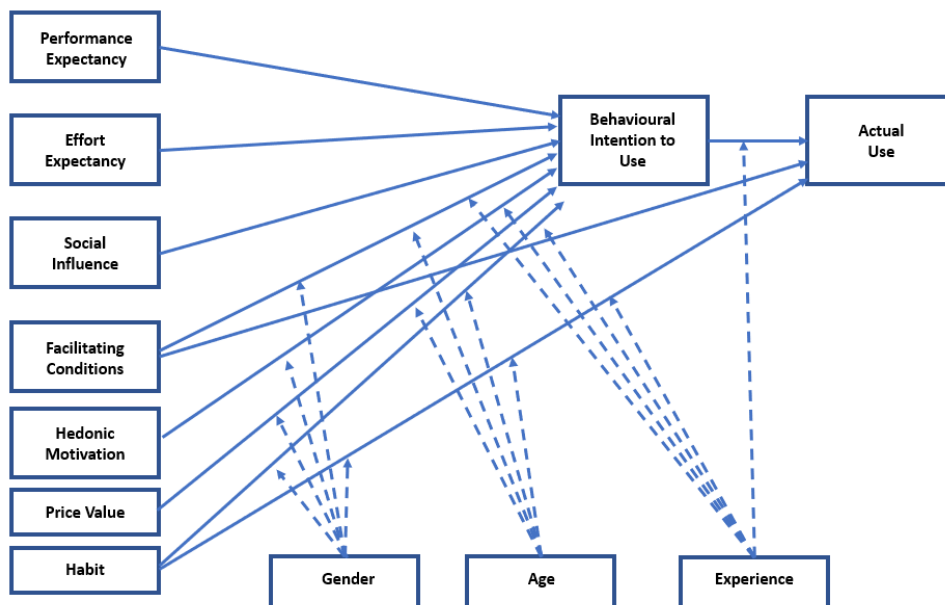 Performance
Expectancy
Effort
Expectancy
Social
Influence
Facilitating
Conditions
Hedonic
Motivation
Price Value
Habit
Behavioural
Intention to
Use
Actual
Use
Gender
Age
Experience